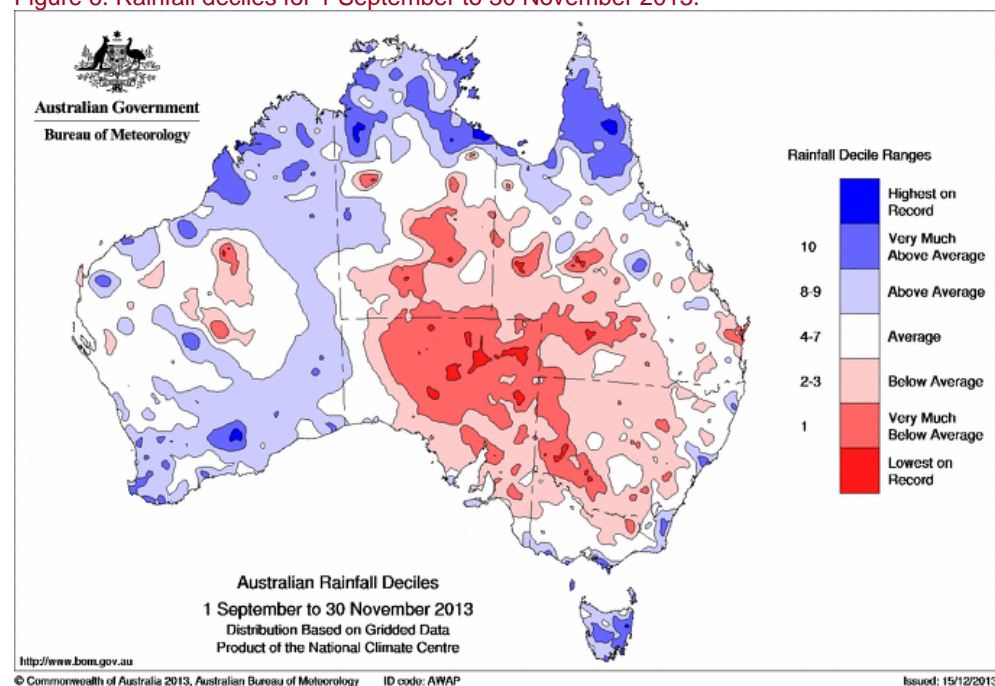 Figure 6. Rainfall deciles for 1 September to 30 November 2013.
Australian Government
Bureau of Meteorology
Rainfall Decile Ranges
Highest on
Record
10 Very Much
Above Average
8-9 Above Average
4-7 Average
2-3 Below Average
1 Very Much
Below Average
Lowest on
Record
Australian Rainfall Deciles
1 September to 30 November 2013
Distribution Based on Gridded Data
Product of the National Climate Centre
http://www.bom.gov.au
© Commonwealth of Australia 2013, Australian Bureau of Meteorology ID code: AWAP Issued: 15/12/2013